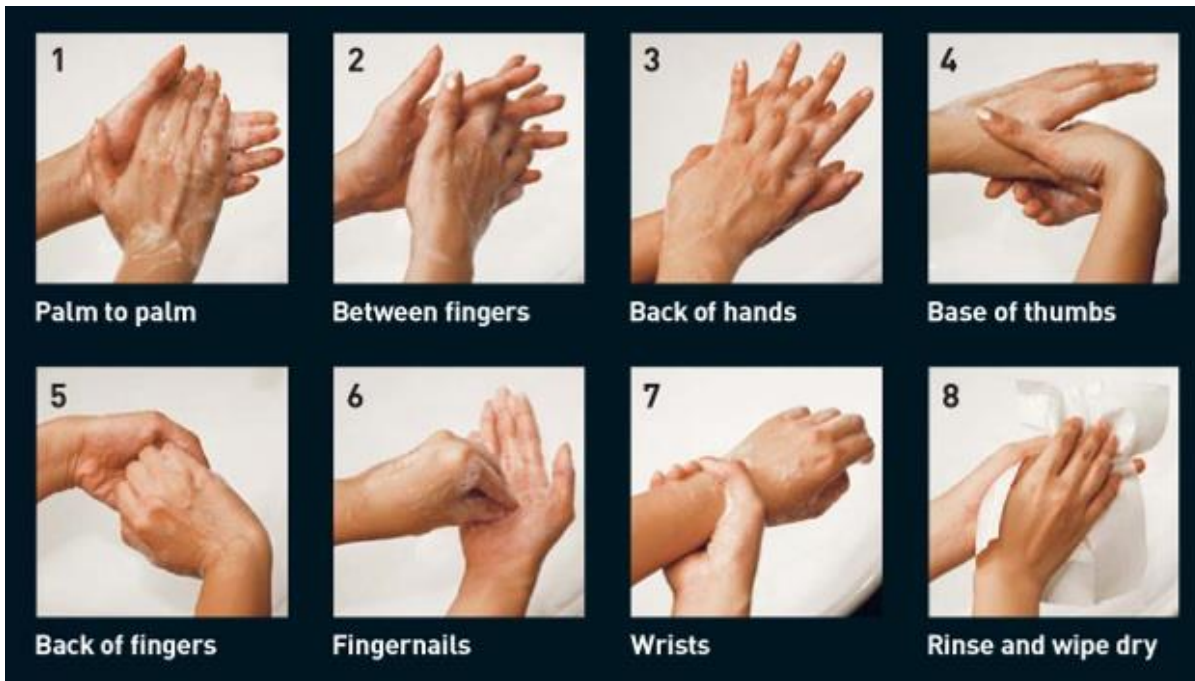 1
2
3
4
Palm to palm
Between fingers
Back of hands
Base of thumbs
5
6
7
8
Back of fingers
Fingernails
Wrists
Rinse and wipe dry